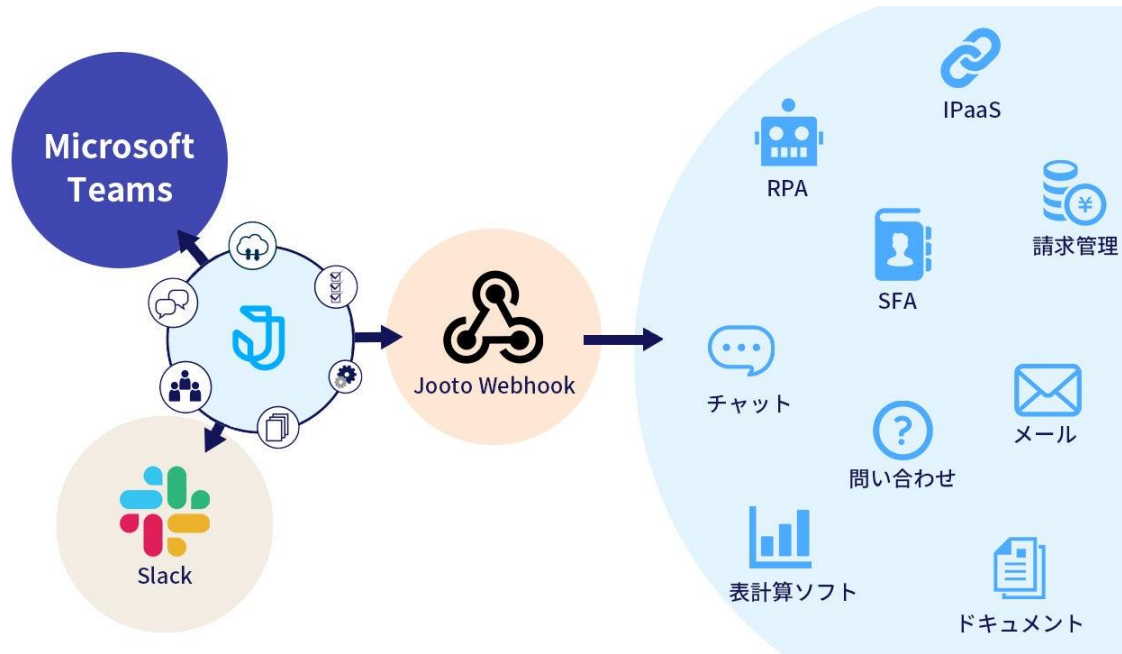 Microsoft
Teams
Slack
Jooto Webhook
IPaaS
RPA
請求管理
SFA
チャット
メール
問い合わせ
表計算ソフト
ドキュメント